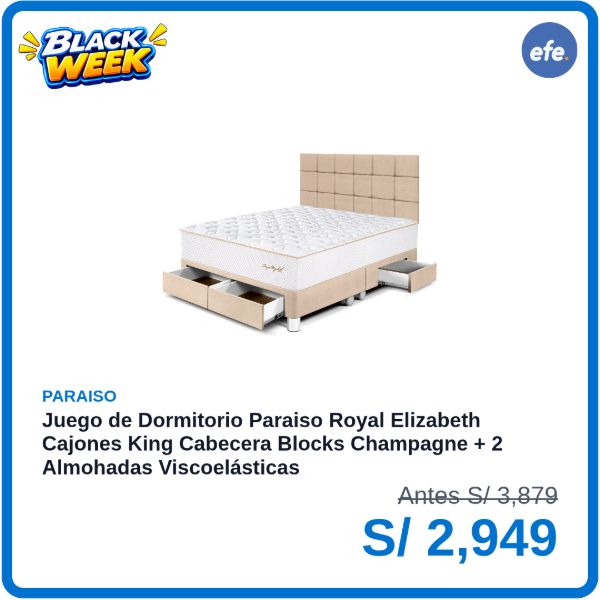 BLACK
WEEK
efe.
PARAISO
Juego de Dormitorio Paraiso Royal Elizabeth
Cajones King Cabecera Blocks Champagne + 2
Almohadas Viscoelásticas
Antes S/ 3,879
S/ 2,949